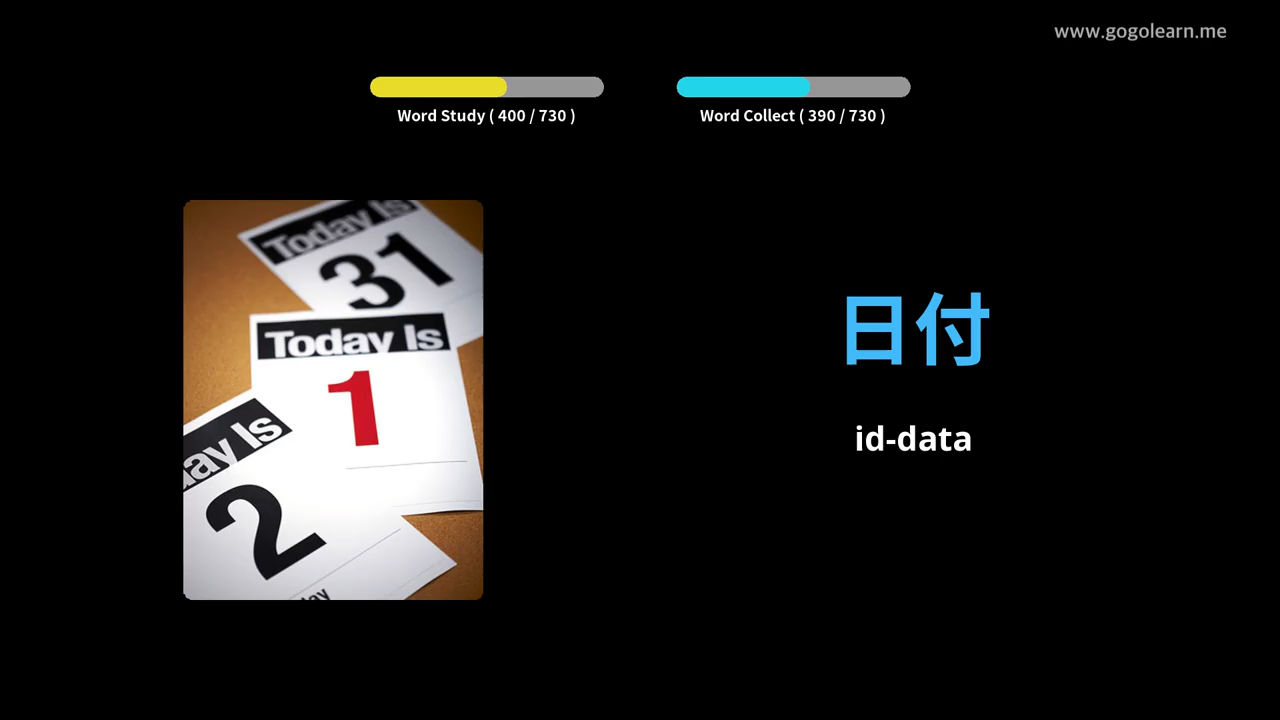 www.gogolearn.me
Word Study ( 400 / 730 )
Word Collect ( 390 / 730 )
Today Is
31
Today Is
1
ay Is
2
日付
id-data